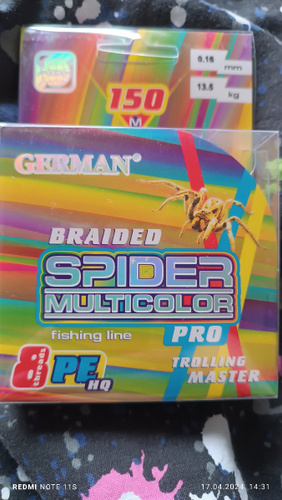 0.16
mm
150
M
13.5
kg
GERMAN®
BRAIDED
SPIDER
MULTICOLOR
fishing line PRO
8 threads PE HQ
TROLLING
MASTER
REDMI NOTE 11S
17.04.2024 14:31